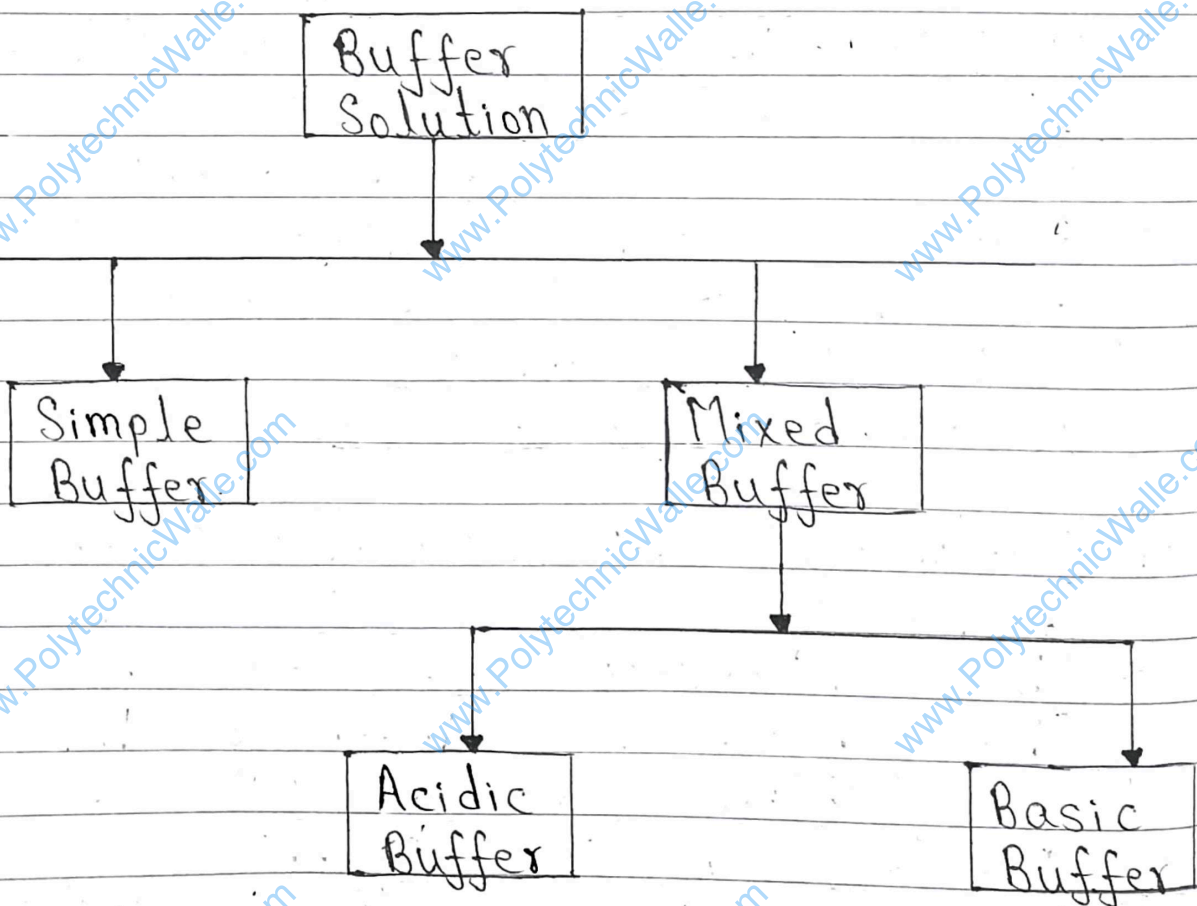 Buffer
Solution
Simple
Buffer
Mixed
Buffer
Acidic
Buffer
Basic
Buffer
www.PolytechnicWalle.com